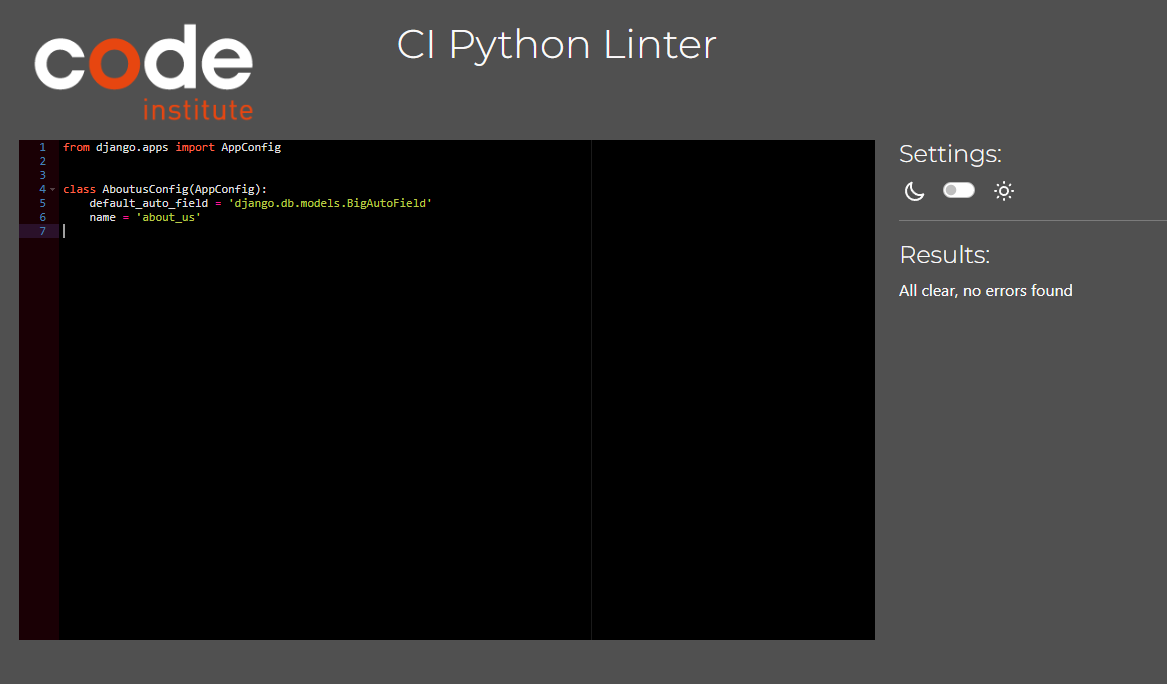 code
institute
CI Python Linter
1 from django.apps import AppConfig
2
3
4 class AboutusConfig(AppConfig):
5     default_auto_field = 'django.db.models.BigAutoField'
6     name = 'about_us'
7
Settings:
Results:
All clear, no errors found